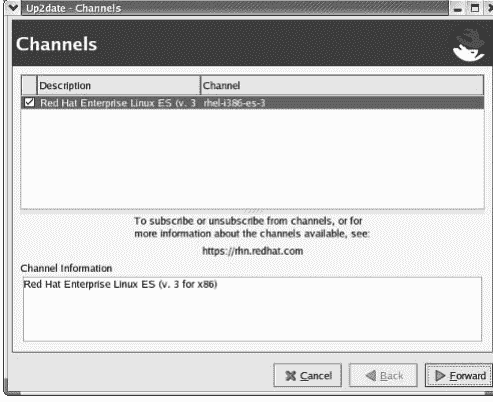 Up2date - Channels
Channels
Description Channel
Red Hat Enterprise Linux ES (v. 3 rhel-i386-es-3
To subscribe or unsubscribe from channels, or for
more information about the channels available, see:
https://rhn.redhat.com
Channel Information
Red Hat Enterprise Linux ES (v. 3 for x86)
Cancel Back Forward